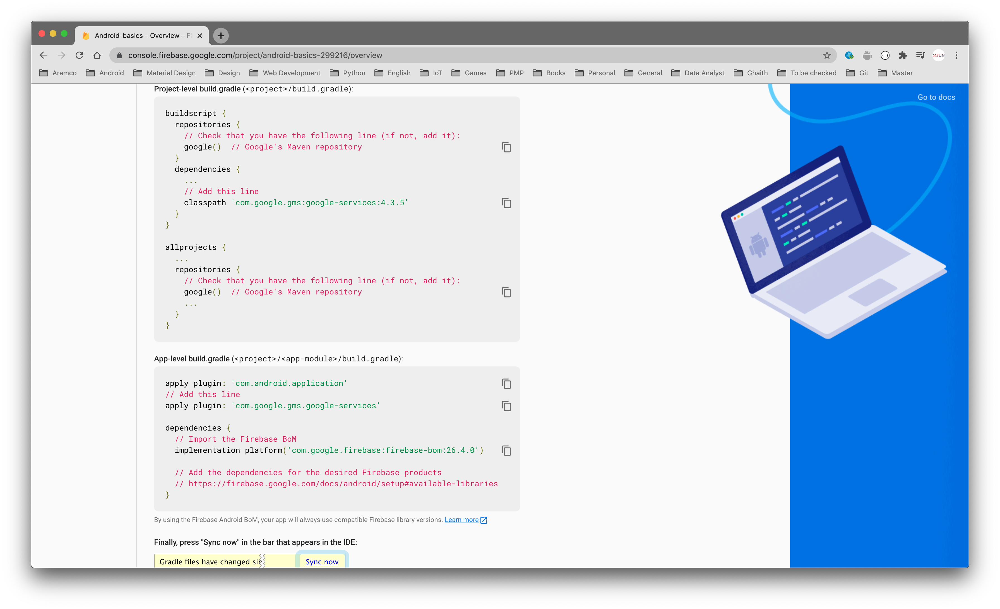 Android-basics – Overview – Fi
console.firebase.google.com/project/android-basics-299216/overview
DATUM
Aramco Android Material Design Design Web Development Python English IoT Games PMP Books Personal General Data Analyst Ghaith To be checked Git Master
Project-level build.gradle (<project>/build.gradle):
Go to docs
buildscript {
  repositories {
    // Check that you have the following line (if not, add it):
    google()  // Google's Maven repository
  }
  dependencies {
    ...
    // Add this line
    classpath 'com.google.gms:google-services:4.3.5'
  }
}
allprojects {
  ...
  repositories {
    // Check that you have the following line (if not, add it):
    google()  // Google's Maven repository
    ...
  }
}
App-level build.gradle (<project>/<app-module>/build.gradle):
apply plugin: 'com.android.application'
// Add this line
apply plugin: 'com.google.gms.google-services'
dependencies {
  // Import the Firebase BoM
  implementation platform('com.google.firebase:firebase-bom:26.4.0')
  // Add the dependencies for the desired Firebase products
  // https://firebase.google.com/docs/android/setup#available-libraries
}
By using the Firebase Android BoM, your app will always use compatible Firebase library versions. Learn more
Finally, press "Sync now" in the bar that appears in the IDE:
Gradle files have changed sin Sync now